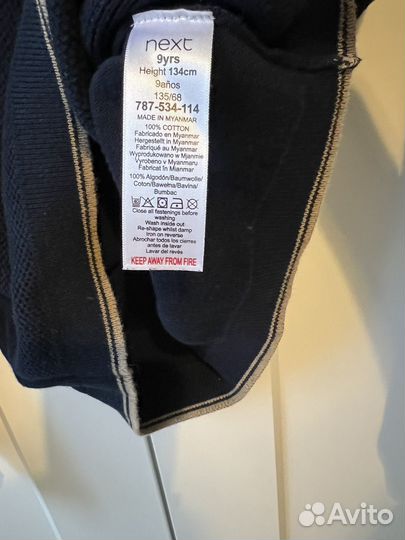 next
9yrs
Height 134cm
9años
135/68
787-534-114
MADE IN MYANMAR
100% COTTON
Fabricado en Myanmar
Hergestellt in Myanmar
Fabriqué au Myanmar
Wyprodukowano w Mjanmie
Vyrobeno v Myanmaru
Fabricat în Mianmar
100% Algodón/Baumwolle/
Coton/Bawełna/Bavlna/
Bumbac
Close all fastenings before
washing
Wash inside out
Re-shape whilst damp
Iron on reverse
Abrochar todos los cierres
antes de lavar
Lavar del revés
KEEP AWAY FROM FIRE
Avito